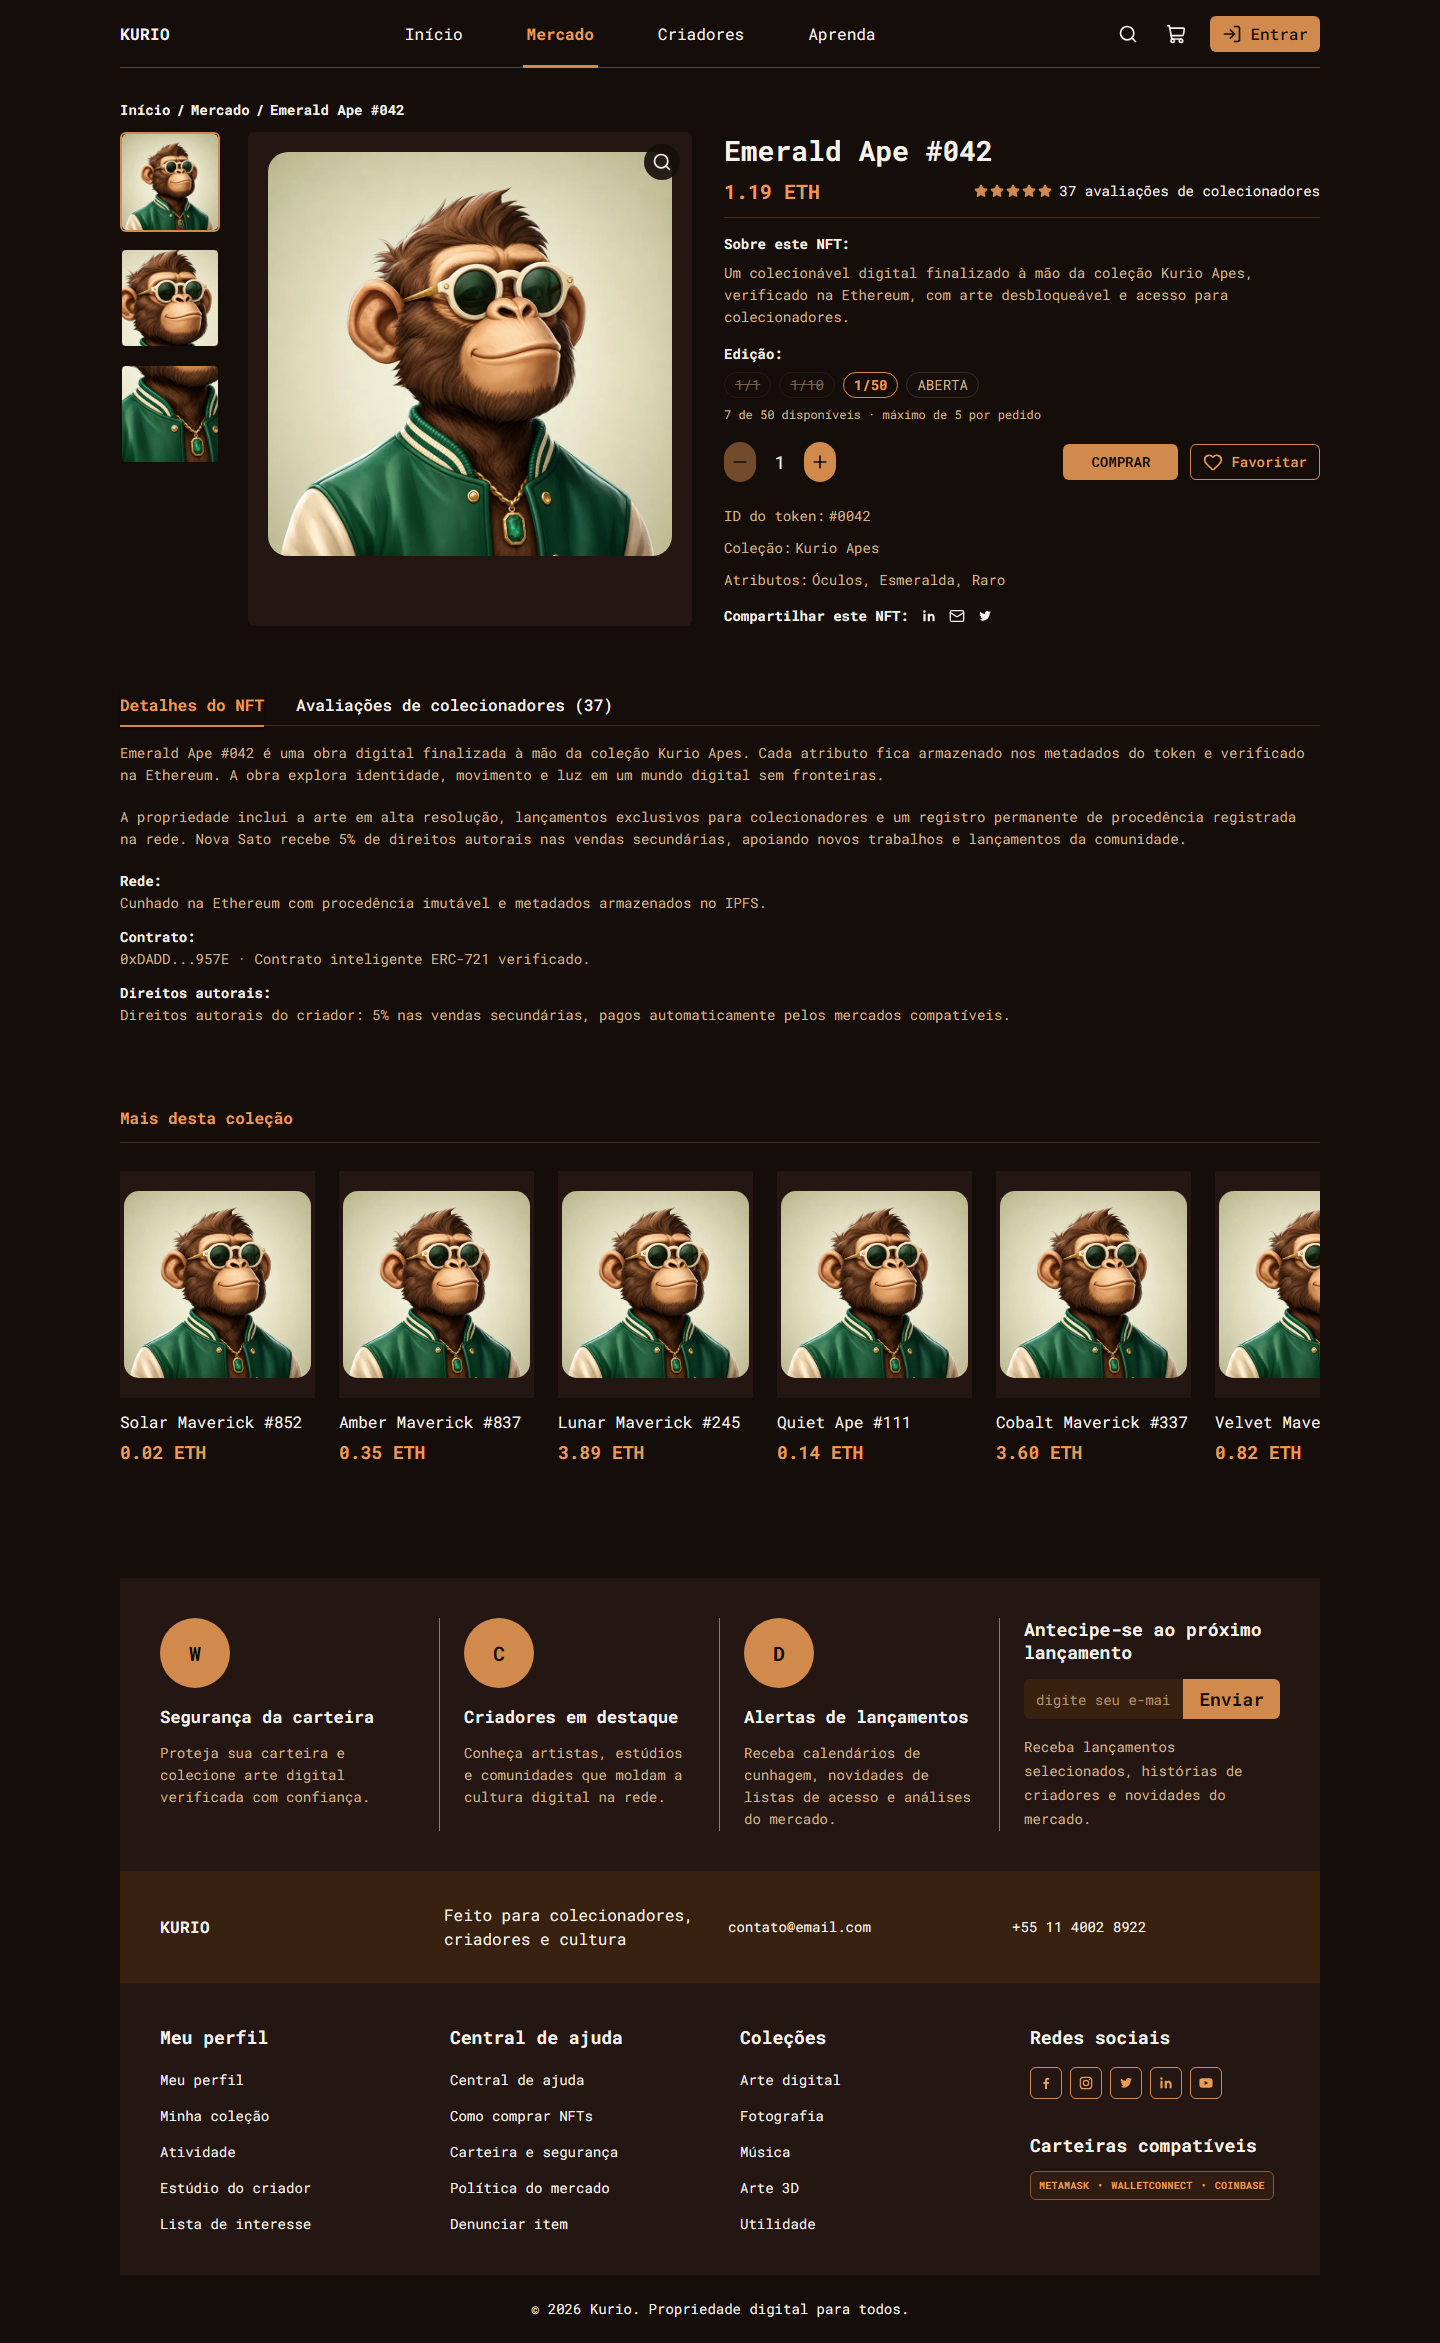 KURIO
Início
Mercado
Criadores
Aprenda
Entrar
Início / Mercado / Emerald Ape #042
Emerald Ape #042
1.19 ETH
37 avaliações de colecionadores
Sobre este NFT:
Um colecionável digital finalizado à mão da coleção Kurio Apes,
verificado na Ethereum, com arte desbloqueável e acesso para
colecionadores.
Edição:
1/1
1/10
1/50
ABERTA
7 de 50 disponíveis · máximo de 5 por pedido
1
COMPRAR
Favoritar
ID do token: #0042
Coleção: Kurio Apes
Atributos: Óculos, Esmeralda, Raro
Compartilhar este NFT:
Detalhes do NFT
Avaliações de colecionadores (37)
Emerald Ape #042 é uma obra digital finalizada à mão da coleção Kurio Apes. Cada atributo fica armazenado nos metadados do token e verificado
na Ethereum. A obra explora identidade, movimento e luz em um mundo digital sem fronteiras.
A propriedade inclui a arte em alta resolução, lançamentos exclusivos para colecionadores e um registro permanente de procedência registrada
na rede. Nova Sato recebe 5% de direitos autorais nas vendas secundárias, apoiando novos trabalhos e lançamentos da comunidade.
Rede:
Cunhado na Ethereum com procedência imutável e metadados armazenados no IPFS.
Contrato:
0xDADD...957E · Contrato inteligente ERC-721 verificado.
Direitos autorais:
Direitos autorais do criador: 5% nas vendas secundárias, pagos automaticamente pelos mercados compatíveis.
Mais desta coleção
Solar Maverick #852
0.02 ETH
Amber Maverick #837
0.35 ETH
Lunar Maverick #245
3.89 ETH
Quiet Ape #111
0.14 ETH
Cobalt Maverick #337
3.60 ETH
Velvet Mave
0.82 ETH
W
Segurança da carteira
Proteja sua carteira e
colecione arte digital
verificada com confiança.
C
Criadores em destaque
Conheça artistas, estúdios
e comunidades que moldam a
cultura digital na rede.
D
Alertas de lançamentos
Receba calendários de
cunhagem, novidades de
listas de acesso e análises
do mercado.
Antecipe-se ao próximo
lançamento
digite seu e-mai
Enviar
Receba lançamentos
selecionados, histórias de
criadores e novidades do
mercado.
KURIO
Feito para colecionadores,
criadores e cultura
contato@email.com
+55 11 4002 8922
Meu perfil
Meu perfil
Minha coleção
Atividade
Estúdio do criador
Lista de interesse
Central de ajuda
Central de ajuda
Como comprar NFTs
Carteira e segurança
Política do mercado
Denunciar item
Coleções
Arte digital
Fotografia
Música
Arte 3D
Utilidade
Redes sociais
Carteiras compatíveis
METAMASK • WALLETCONNECT • COINBASE
© 2026 Kurio. Propriedade digital para todos.